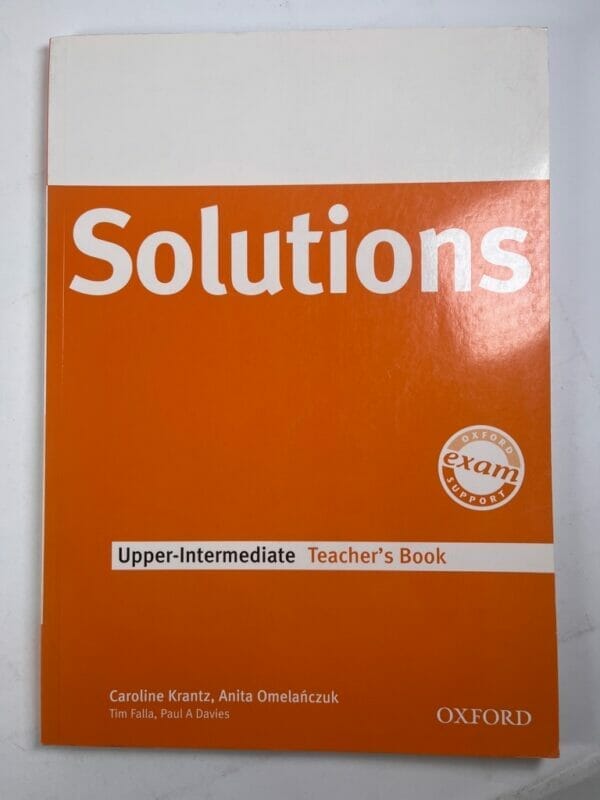 Solutions
OXFORD
exam
SUPPORT
Upper-Intermediate Teacher's Book
Caroline Krantz, Anita Omelańczuk
Tim Falla, Paul A Davies
OXFORD